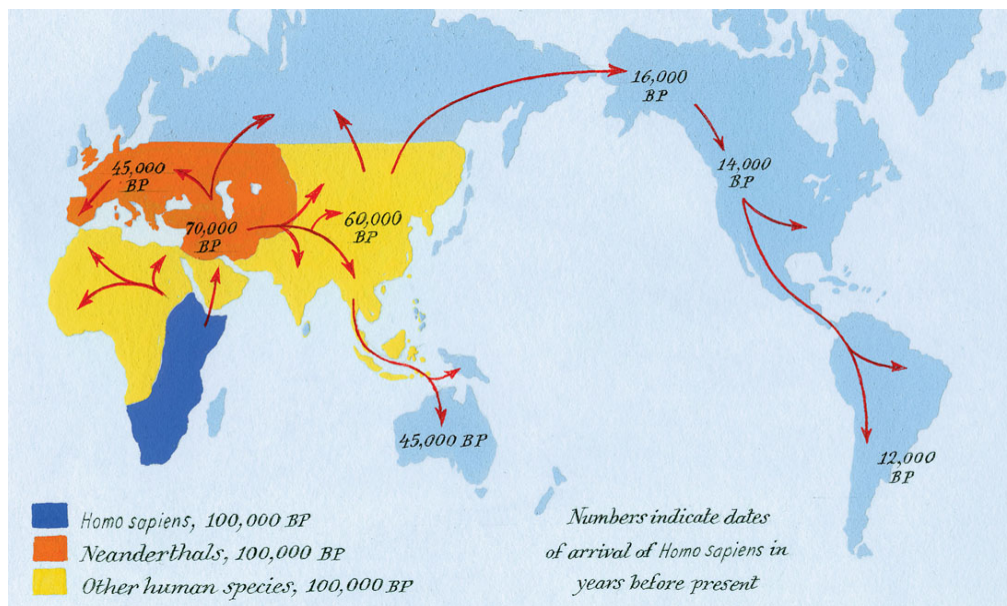 16,000
BP
45,000
BP
14,000
BP
70,000
BP
60,000
BP
45,000 BP
12,000
BP
Homo sapiens, 100,000 BP
Neanderthals, 100,000 BP
Other human species, 100,000 BP
Numbers indicate dates
of arrival of Homo sapiens in
years before present